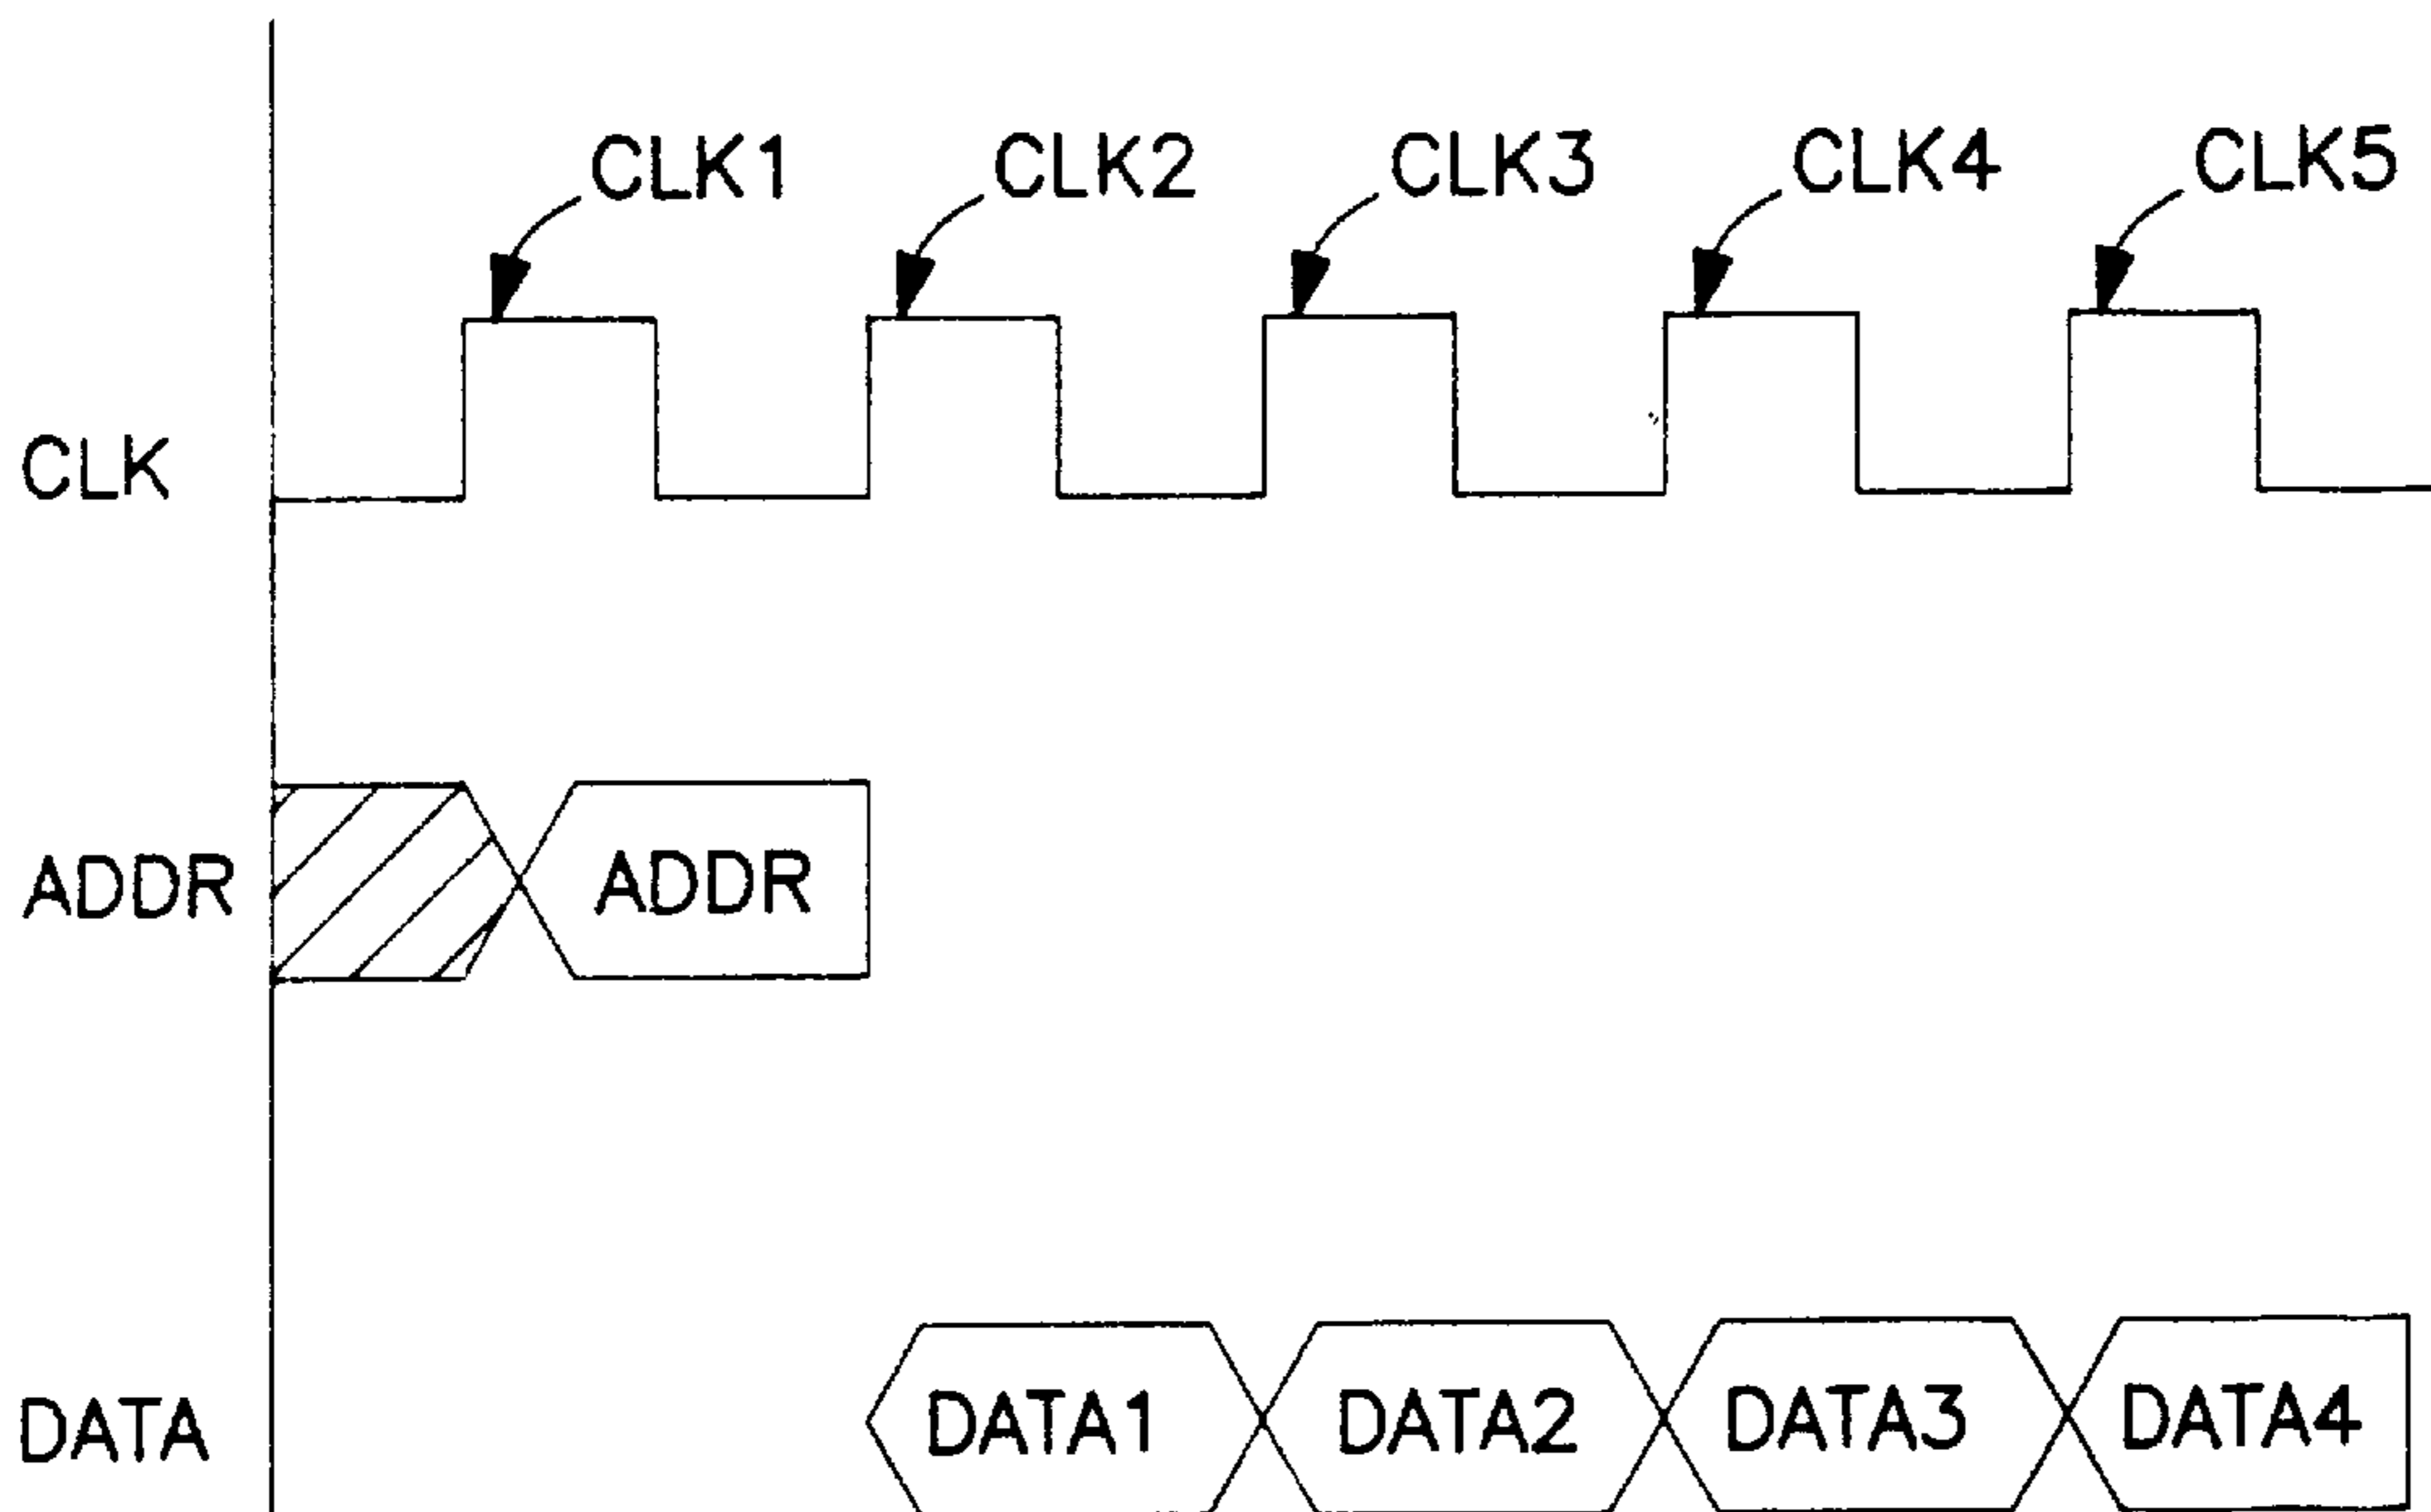 CLK1 CLK2 CLK3 CLK4 CLK5
CLK
ADDR ADDR
DATA DATA1 DATA2 DATA3 DATA4